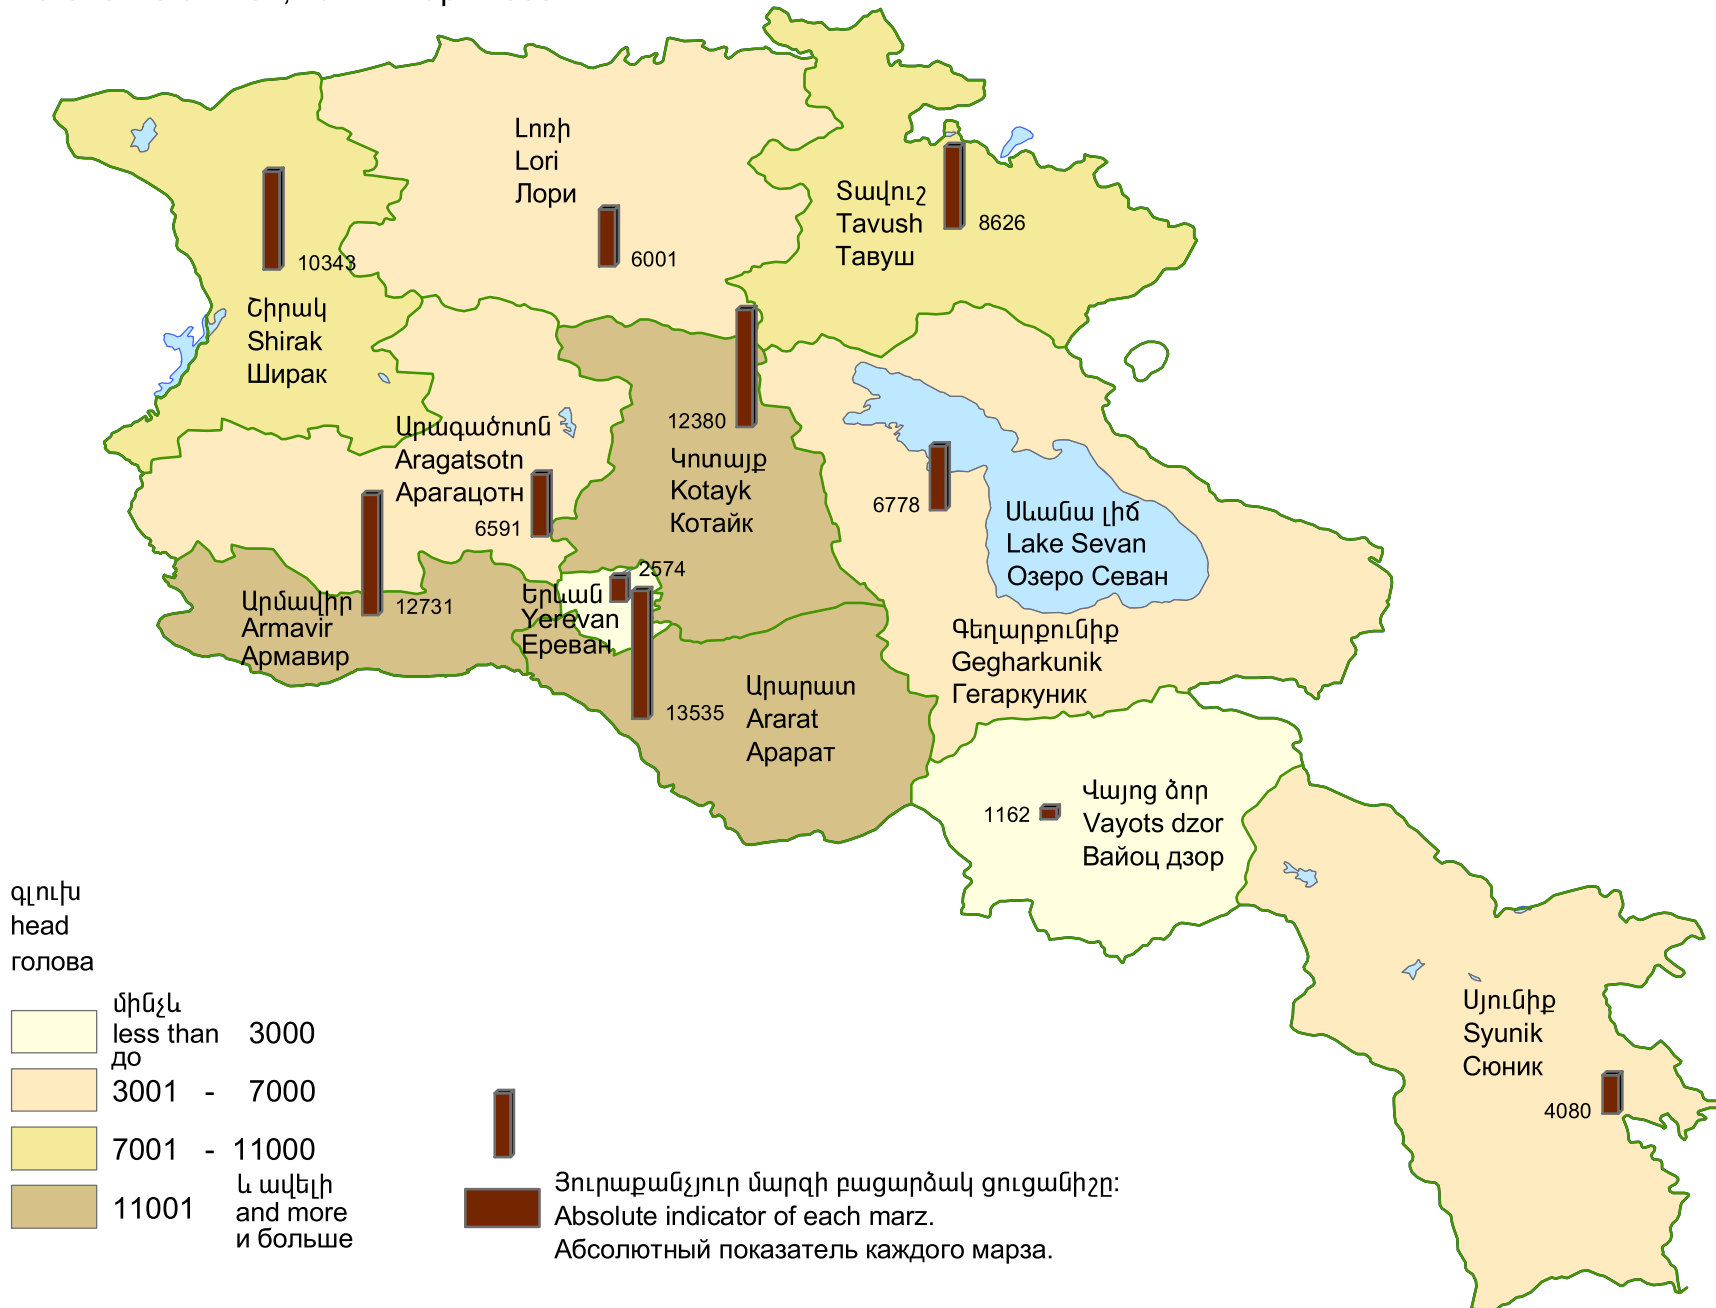 Լոռի
Lori
Лори
6001
Տավուշ
Tavush
Тавуш
8626
10343
Շիրակ
Shirak
Ширак
Արագածոտն
Aragatsotn
Арагацотн
6591
12380
Կոտայք
Kotayk
Котайк
6778
Սևանա լիճ
Lake Sevan
Озеро Севан
Գեղարքունիք
Gegharkunik
Гегаркуник
Արմավիր
Armavir
Армавир
12731
2574
Երևան
Yerevan
Ереван
13535
Արարատ
Ararat
Арарат
1162
Վայոց ձոր
Vayots dzor
Вайоц дзор
Սյունիք
Syunik
Сюник
4080
գլուխ
head
голова
մինչև
less than 3000
до
3001 - 7000
7001 - 11000
և ավելի
11001 and more
и больше
Յուրաքանչյուր մարզի բացարձակ ցուցանիշը:
Absolute indicator of each marz.
Абсолютный показатель каждого марза.